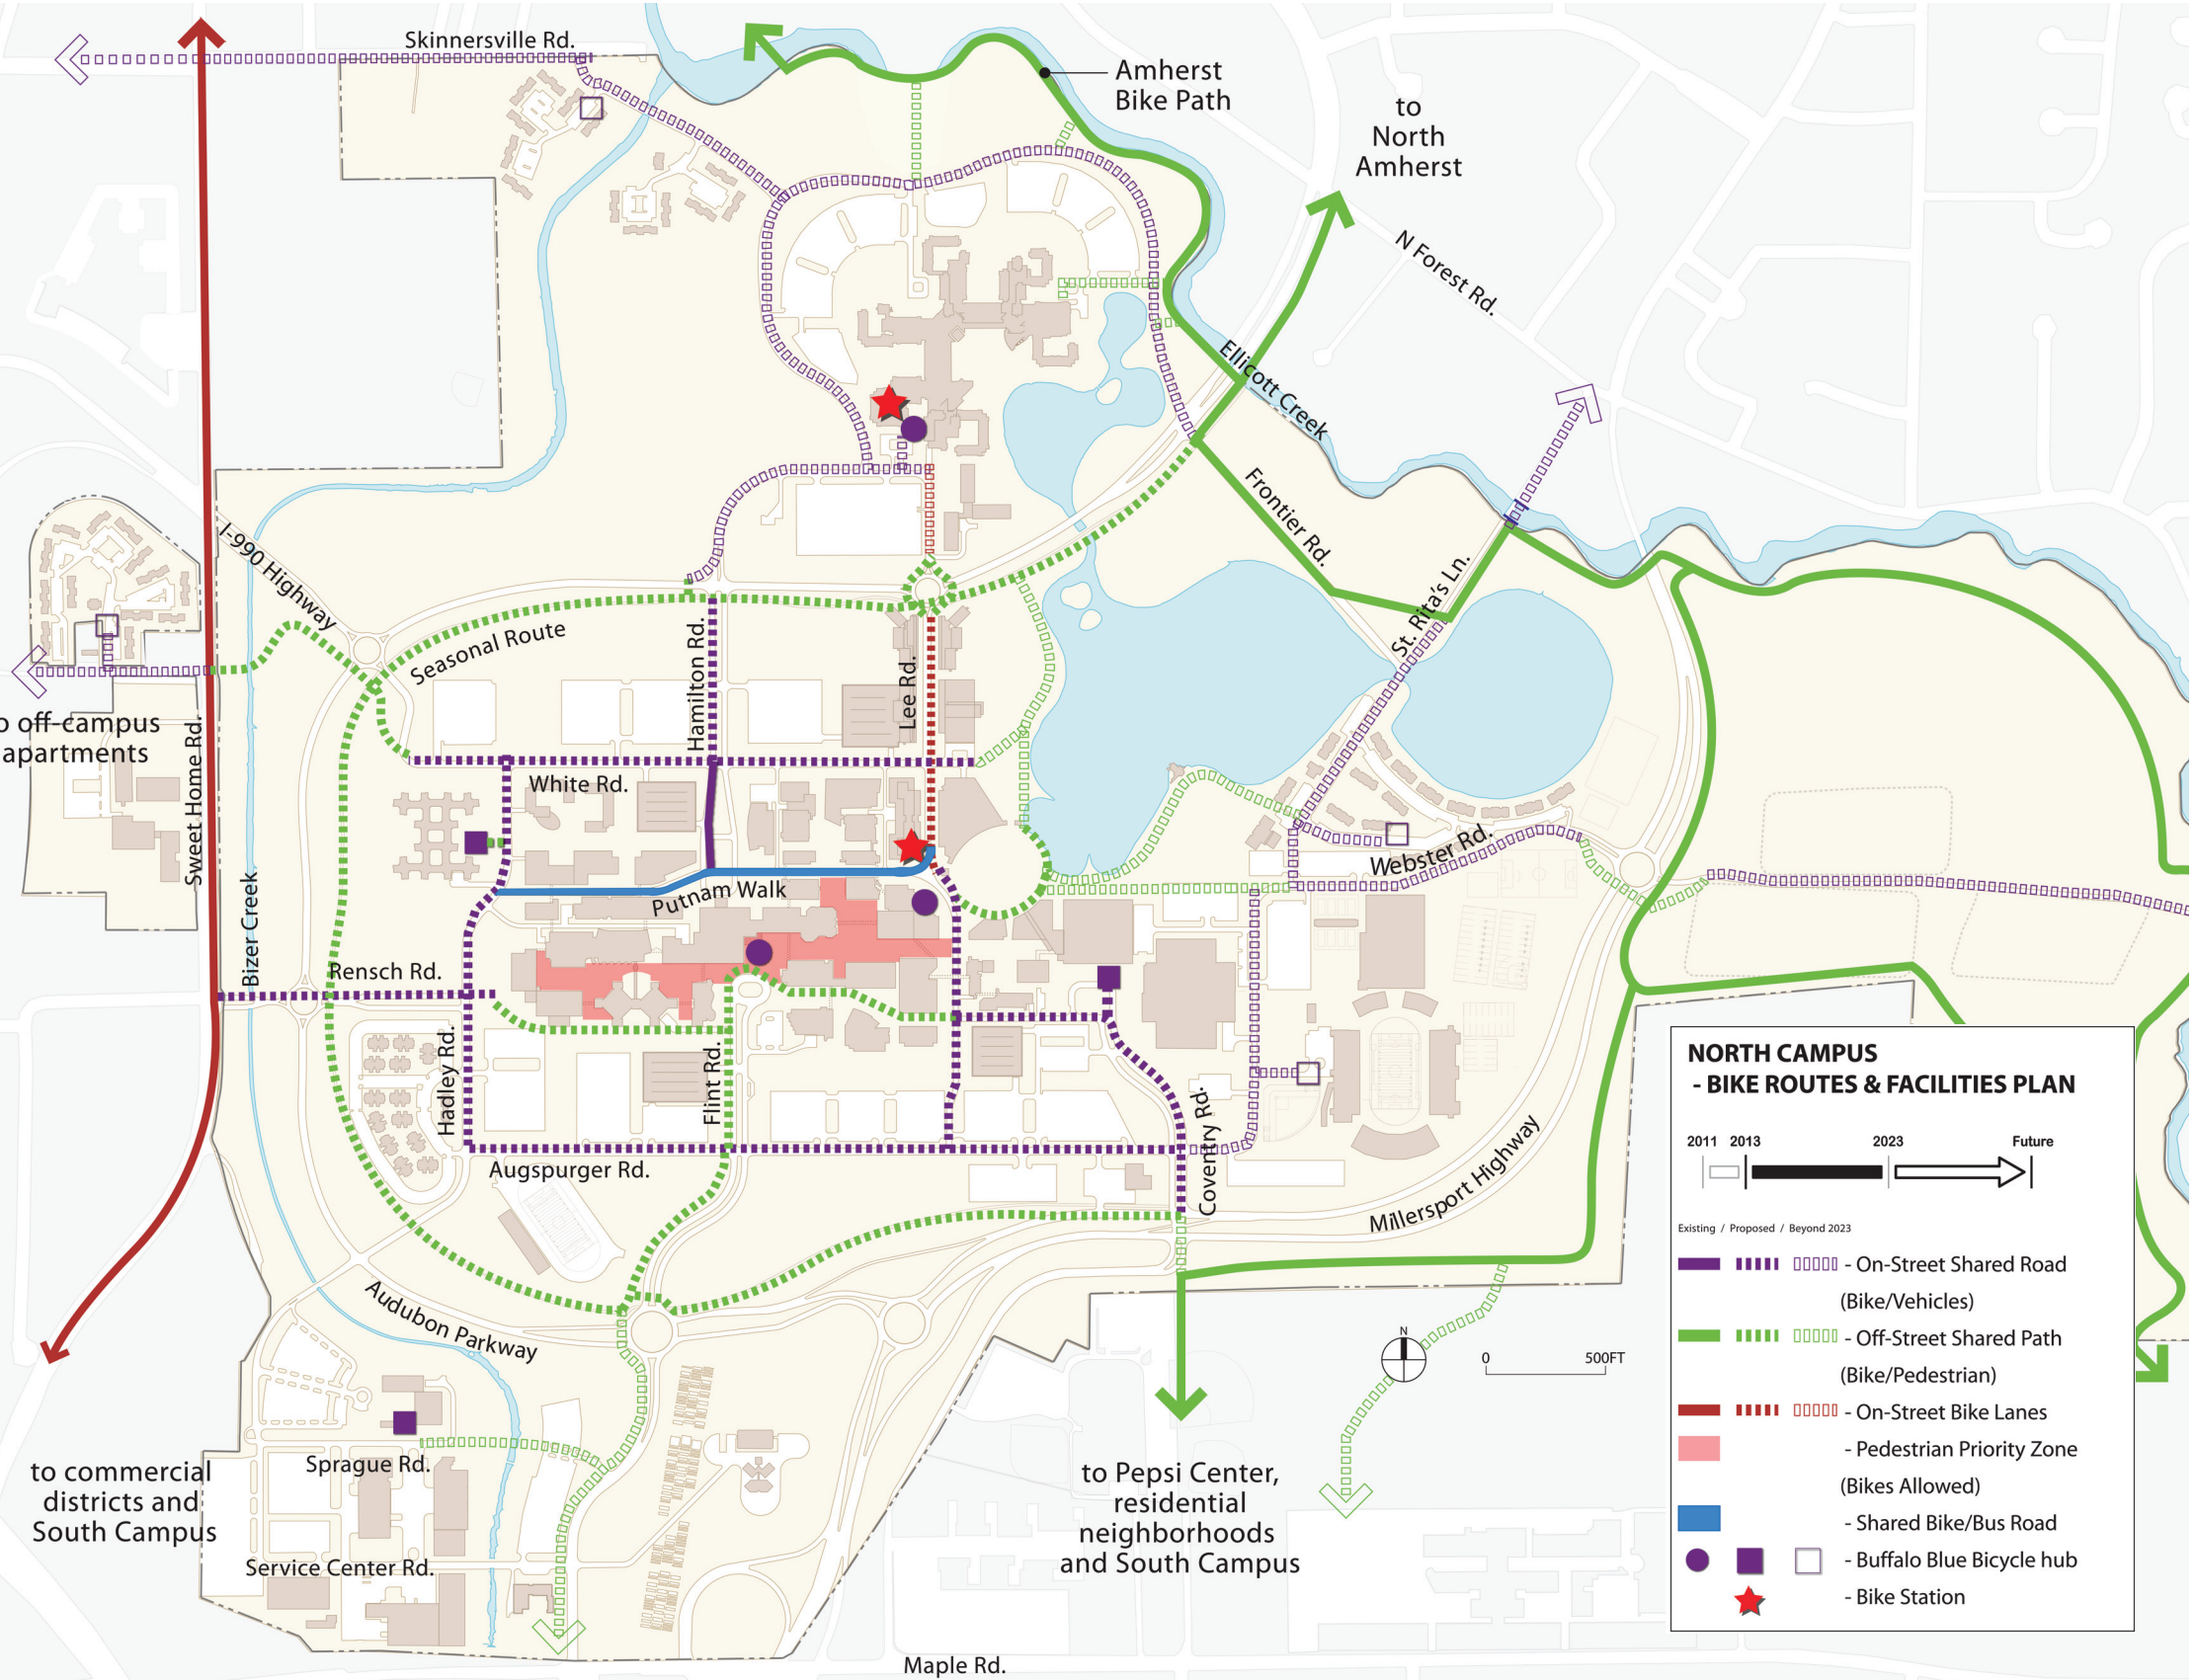 Skinnersville Rd.
Amherst
Bike Path
to
North
Amherst
N Forest Rd.
Ellicott Creek
Frontier Rd.
St. Rita's Ln.
I-990 Highway
Seasonal Route
Hamilton Rd.
Lee Rd.
to off-campus
apartments
Sweet Home Rd.
White Rd.
Webster Rd.
Putnam Walk
Bizer Creek
Rensch Rd.
Hadley Rd.
Flint Rd.
Coventry Rd.
Augspurger Rd.
Millersport Highway
Audubon Parkway
N
0 500FT
Sprague Rd.
to commercial
districts and
South Campus
Service Center Rd.
to Pepsi Center,
residential
neighborhoods
and South Campus
Maple Rd.
NORTH CAMPUS
- BIKE ROUTES & FACILITIES PLAN
2011 2013 2023 Future
Existing / Proposed / Beyond 2023
- On-Street Shared Road
(Bike/Vehicles)
- Off-Street Shared Path
(Bike/Pedestrian)
- On-Street Bike Lanes
- Pedestrian Priority Zone
(Bikes Allowed)
- Shared Bike/Bus Road
- Buffalo Blue Bicycle hub
- Bike Station